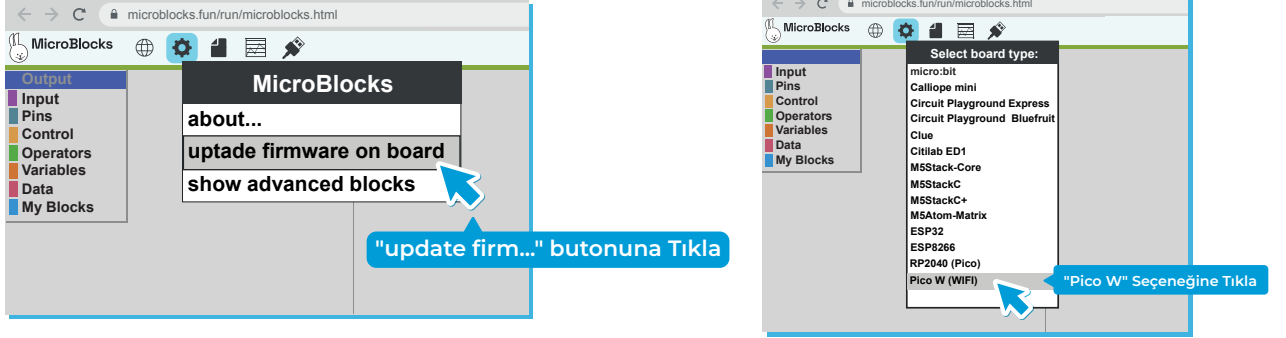 microblocks.fun/run/microblocks.html
MicroBlocks
Output
Input
Pins
Control
Operators
Variables
Data
My Blocks
MicroBlocks
about...
uptade firmware on board
show advanced blocks
"update firm..." butonuna Tıkla
microblocks.fun/run/microblocks.html
MicroBlocks
Input
Pins
Control
Operators
Variables
Data
My Blocks
Select board type:
micro:bit
Calliope mini
Circuit Playground Express
Circuit Playground Bluefruit
Clue
Citilab ED1
M5Stack-Core
M5StackC
M5StackC+
M5Atom-Matrix
ESP32
ESP8266
RP2040 (Pico)
Pico W (WIFI)
"Pico W" Seçeneğine Tıkla